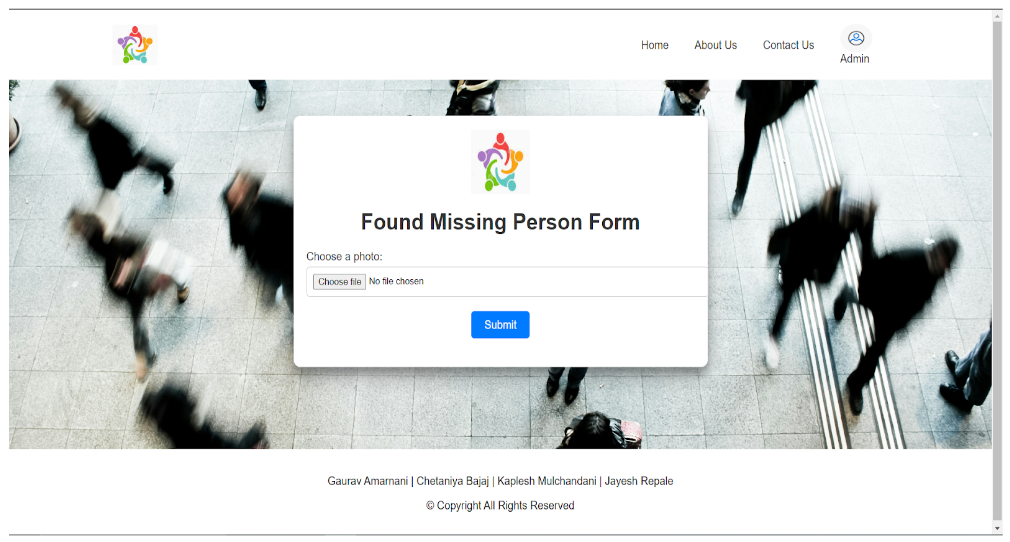 Home About Us Contact Us
Admin
Found Missing Person Form
Choose a photo:
Choose file No file chosen
Submit
Gaurav Amarnani | Chetaniya Bajaj | Kaplesh Mulchandani | Jayesh Repale
© Copyright All Rights Reserved